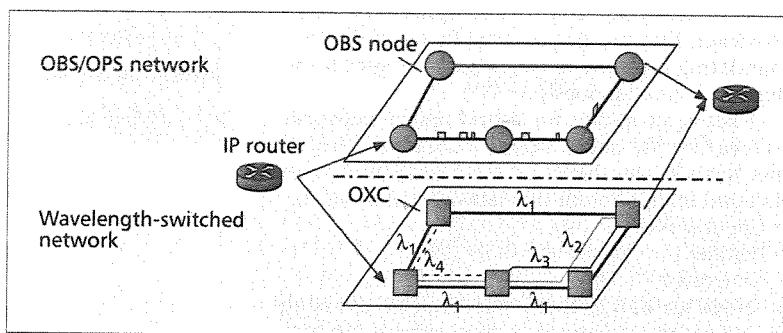 OBS node
OBS/OPS network
IP router
OXC
λ1
Wavelength-switched
network
λ1
λ2
λ4
λ3
λ1
λ1